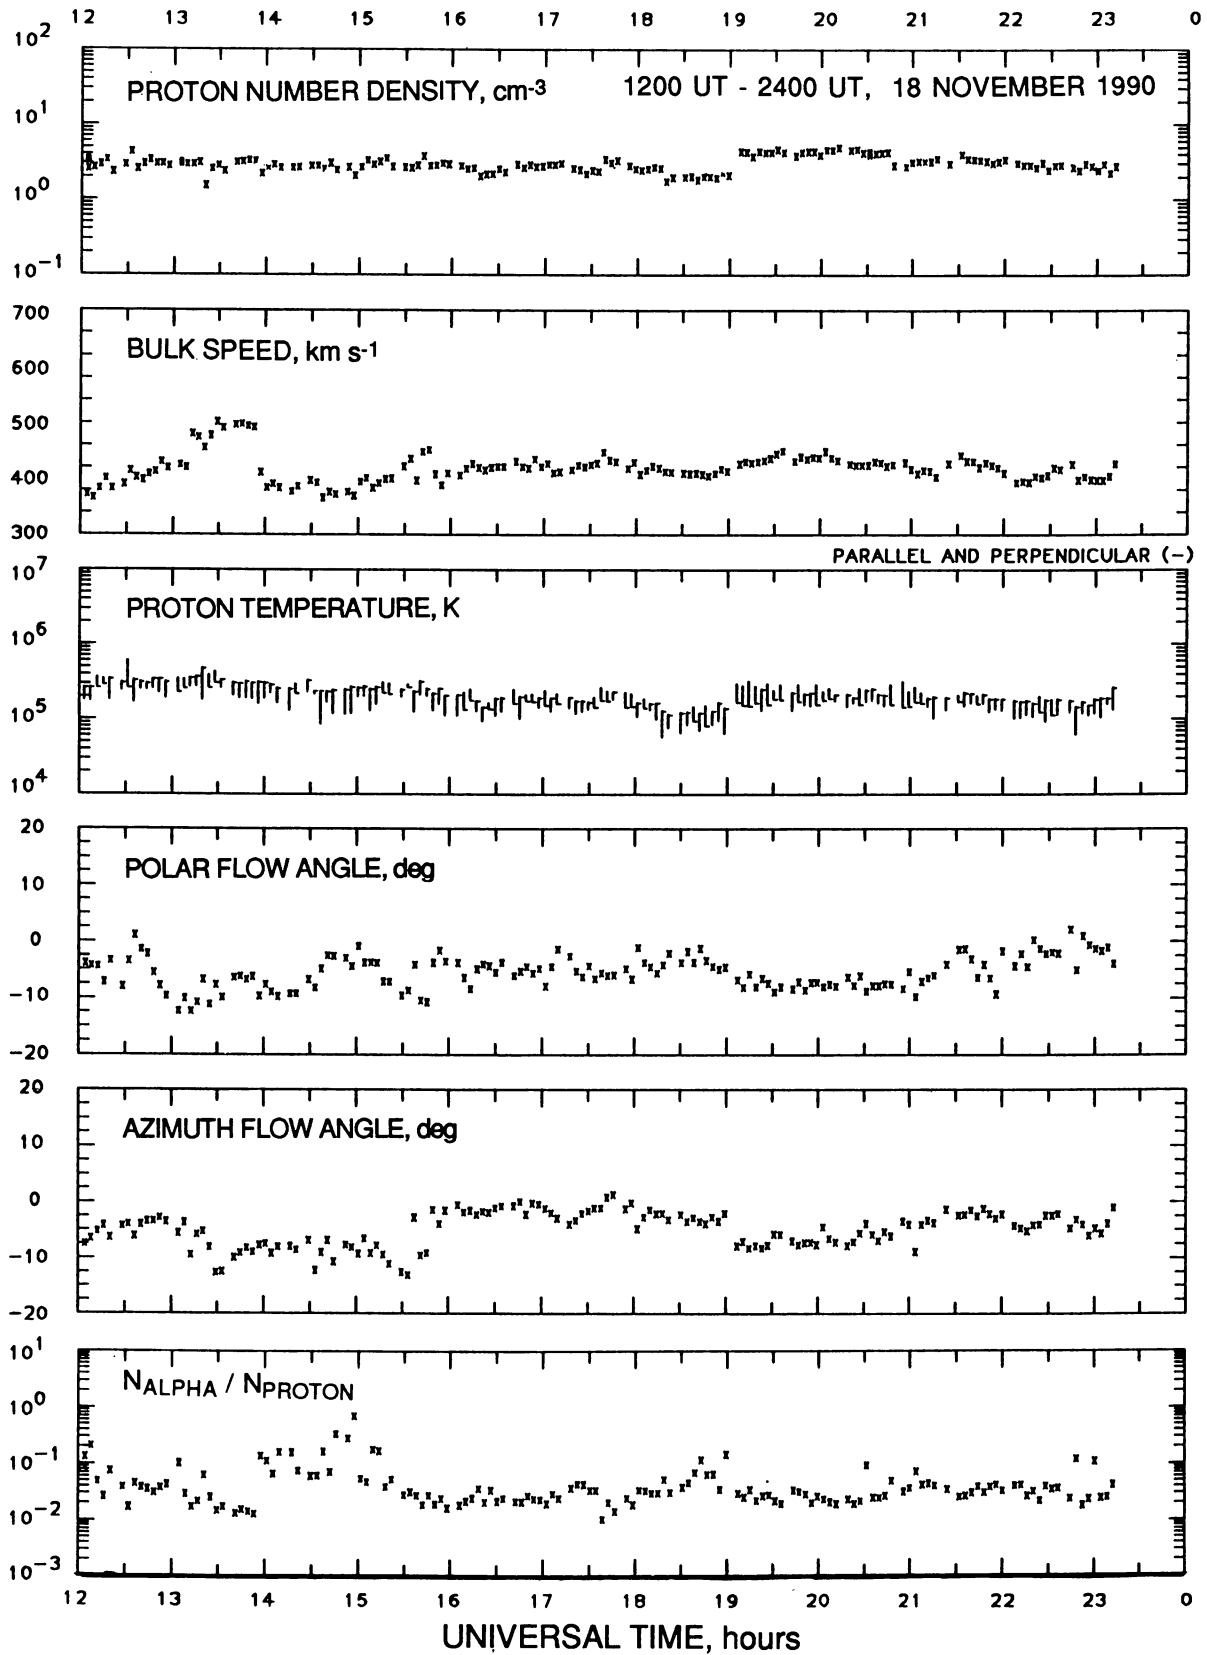 12 13 14 15 16 17 18 19 20 21 22 23 0
10² 
PROTON NUMBER DENSITY, cm-3 1200 UT - 2400 UT, 18 NOVEMBER 1990
10¹
10⁰
10⁻¹
700
BULK SPEED, km s-1
600
500
400
300
PARALLEL AND PERPENDICULAR (-)
10⁷
PROTON TEMPERATURE, K
10⁶
10⁵
10⁴
20
POLAR FLOW ANGLE, deg
10
0
-10
-20
20
AZIMUTH FLOW ANGLE, deg
10
0
-10
-20
10¹
NALPHA / NPROTON
10⁰
10⁻¹
10⁻²
10⁻³
12 13 14 15 16 17 18 19 20 21 22 23 0
UNIVERSAL TIME, hours